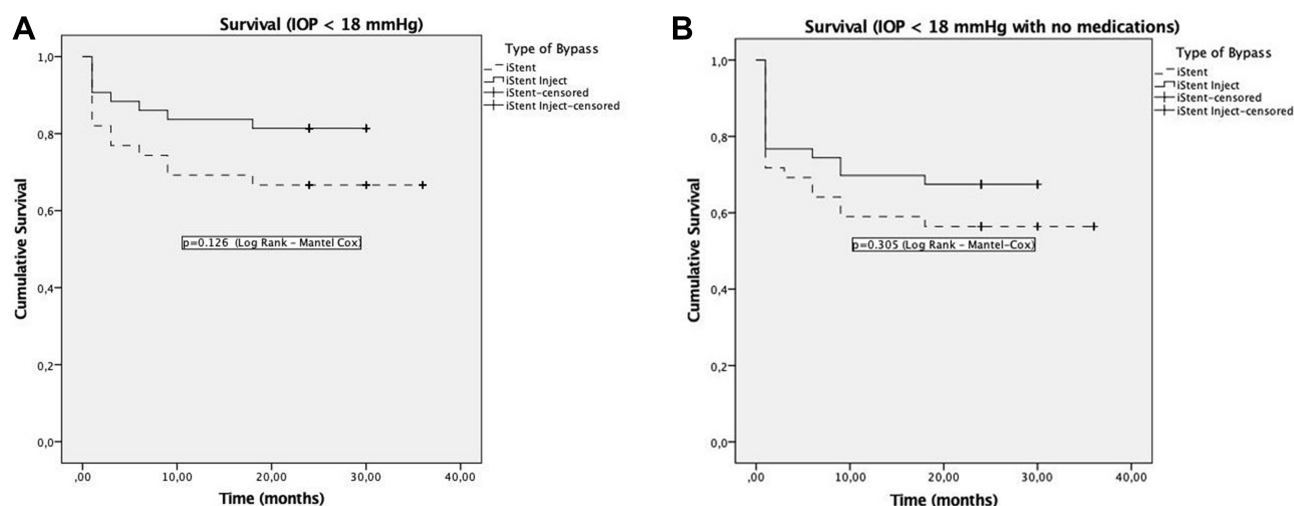 A
Survival (IOP < 18 mmHg)
Type of Bypass
iStent
iStent Inject
iStent-censored
iStent Inject-censored
1,0
0,8
0,6
0,4
0,2
0,0
Cumulative Survival
p=0.126 (Log Rank - Mantel Cox)
,00
10,00
20,00
30,00
40,00
Time (months)
B
Survival (IOP < 18 mmHg with no medications)
Type of Bypass
iStent
iStent Inject
iStent-censored
iStent Inject-censored
1,0
0,8
0,6
0,4
0,2
0,0
Cumulative Survival
p=0.305 (Log Rank - Mantel-Cox)
,00
10,00
20,00
30,00
40,00
Time (months)